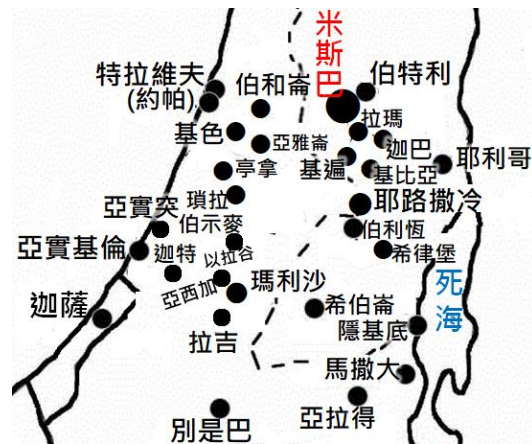 米斯巴
特拉維夫
(約帕)
伯和崙
伯特利
拉瑪
基色
亞雅崙
基遍
迦巴
耶利哥
亭拿
基比亞
瑣拉
耶路撒冷
亞實突
伯示麥
伯利恆
亞實基倫
迦特
以拉谷
希律堡
亞西加
瑪利沙
死海
迦薩
希伯崙
拉吉
隱基底
馬撒大
亞拉得
別是巴